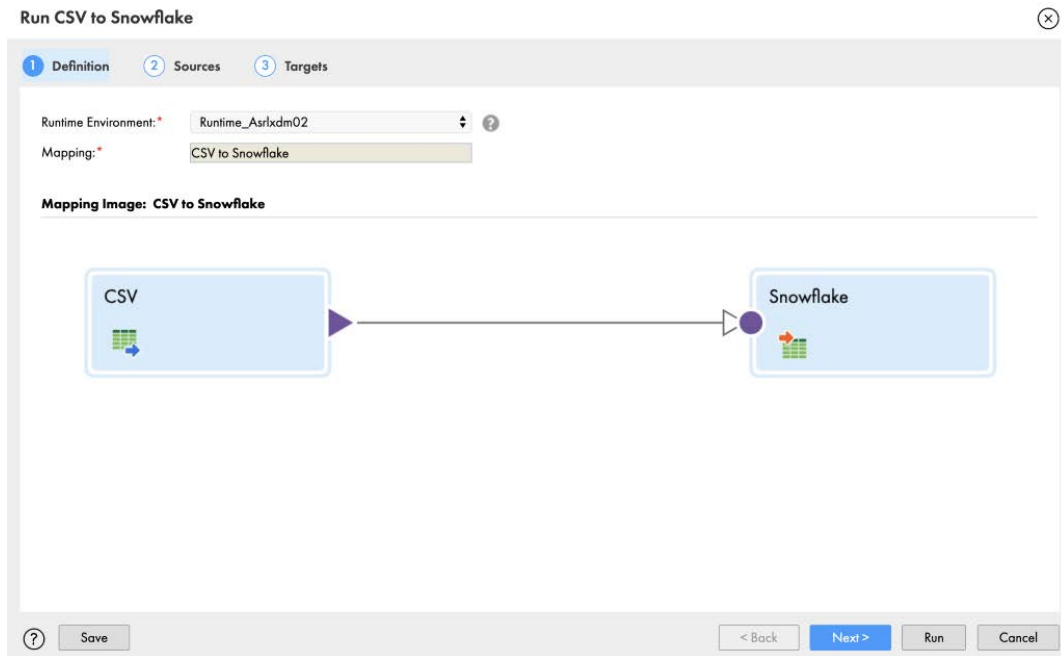 Run CSV to Snowflake
1 Definition 2 Sources 3 Targets
Runtime Environment:* Runtime_Asrlxdm02 ?
Mapping:* CSV to Snowflake
Mapping Image: CSV to Snowflake
CSV Snowflake
? Save < Back Next > Run Cancel